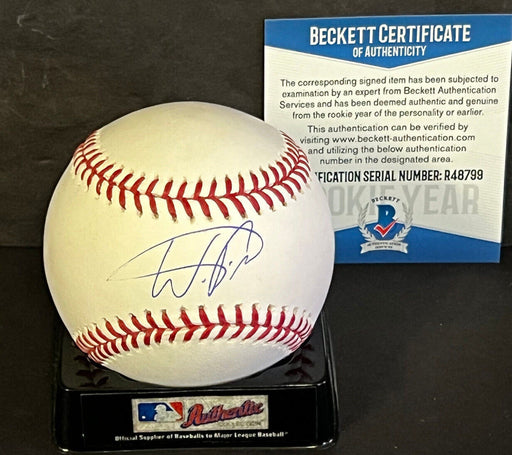 BECKETT CERTIFICATE
OF AUTHENTICITY
The corresponding signed item has been subjected to
examination by an expert from Beckett Authentication
Services and has been deemed authentic and genuine
from the rookie year of the personality or earlier.
This authentication can be verified by
visiting www.beckett-authentication.com
and utilizing the below authentication
number in the designated area.
IFICATION SERIAL NUMBER: R48799
ROOKIE YEAR
BECKETT
B
Authentic
COLLECTION
Official Supplier of Baseballs to Major League Baseball